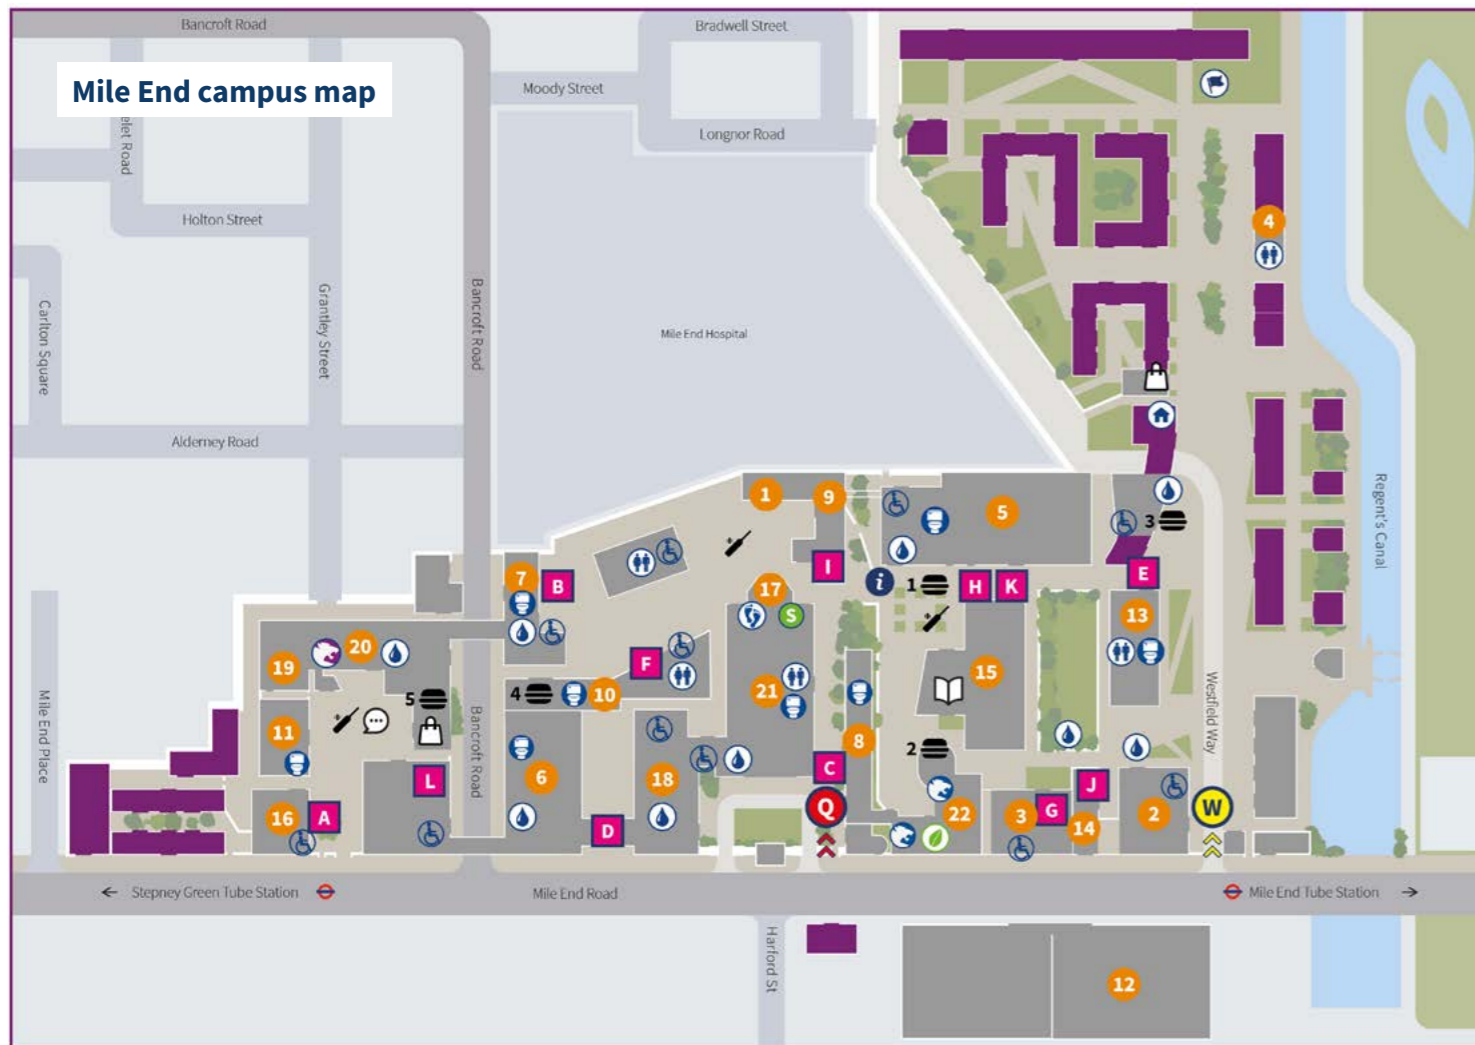 Bancroft Road
Bradwell Street
Mile End campus map
Moody Street
Longnor Road
elet Road
Holton Street
4
Carlton Square
Grantley Street
Bancroft Road
Mile End Hospital
Alderney Road
Regent's Canal
1
9
5
3
I
i
1
H
K
E
7
B
17
S
13
F
20
19
4
10
21
15
5
11
8
2
Westfield Way
Mile End Place
Bancroft Road
L
6
18
C
J
16
A
D
Q
22
3
G
14
2
W
← Stepney Green Tube Station
Mile End Road
Mile End Tube Station →
Harford St
12